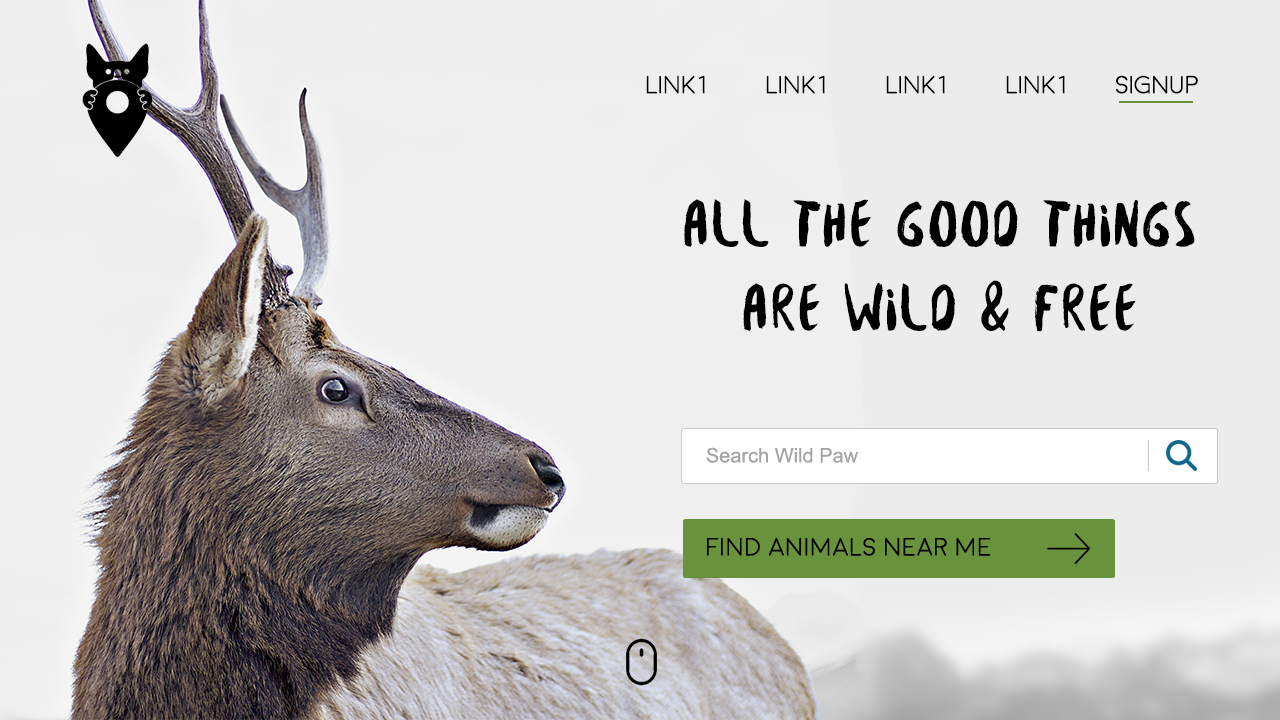 LINK1
LINK1
LINK1
LINK1
SIGNUP
ALL THE GOOD THiNGS
ARE WiLD & FREE
Search Wild Paw
FIND ANIMALS NEAR ME